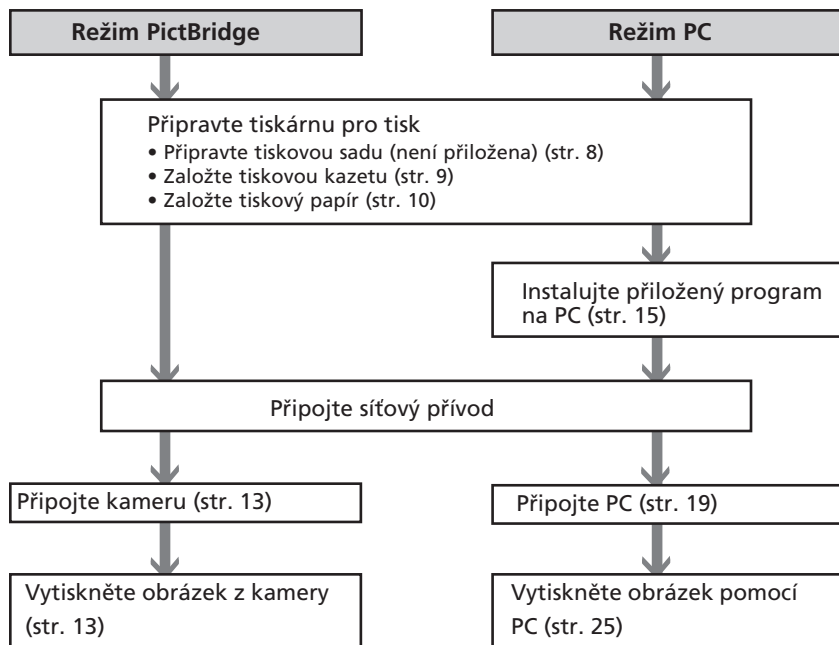 Režim PictBridge
Režim PC
Připravte tiskárnu pro tisk
• Připravte tiskovou sadu (není přiložena) (str. 8)
• Založte tiskovou kazetu (str. 9)
• Založte tiskový papír (str. 10)
Instalujte přiložený program
na PC (str. 15)
Připojte síťový přívod
Připojte kameru (str. 13)
Připojte PC (str. 19)
Vytiskněte obrázek z kamery
(str. 13)
Vytiskněte obrázek pomocí
PC (str. 25)